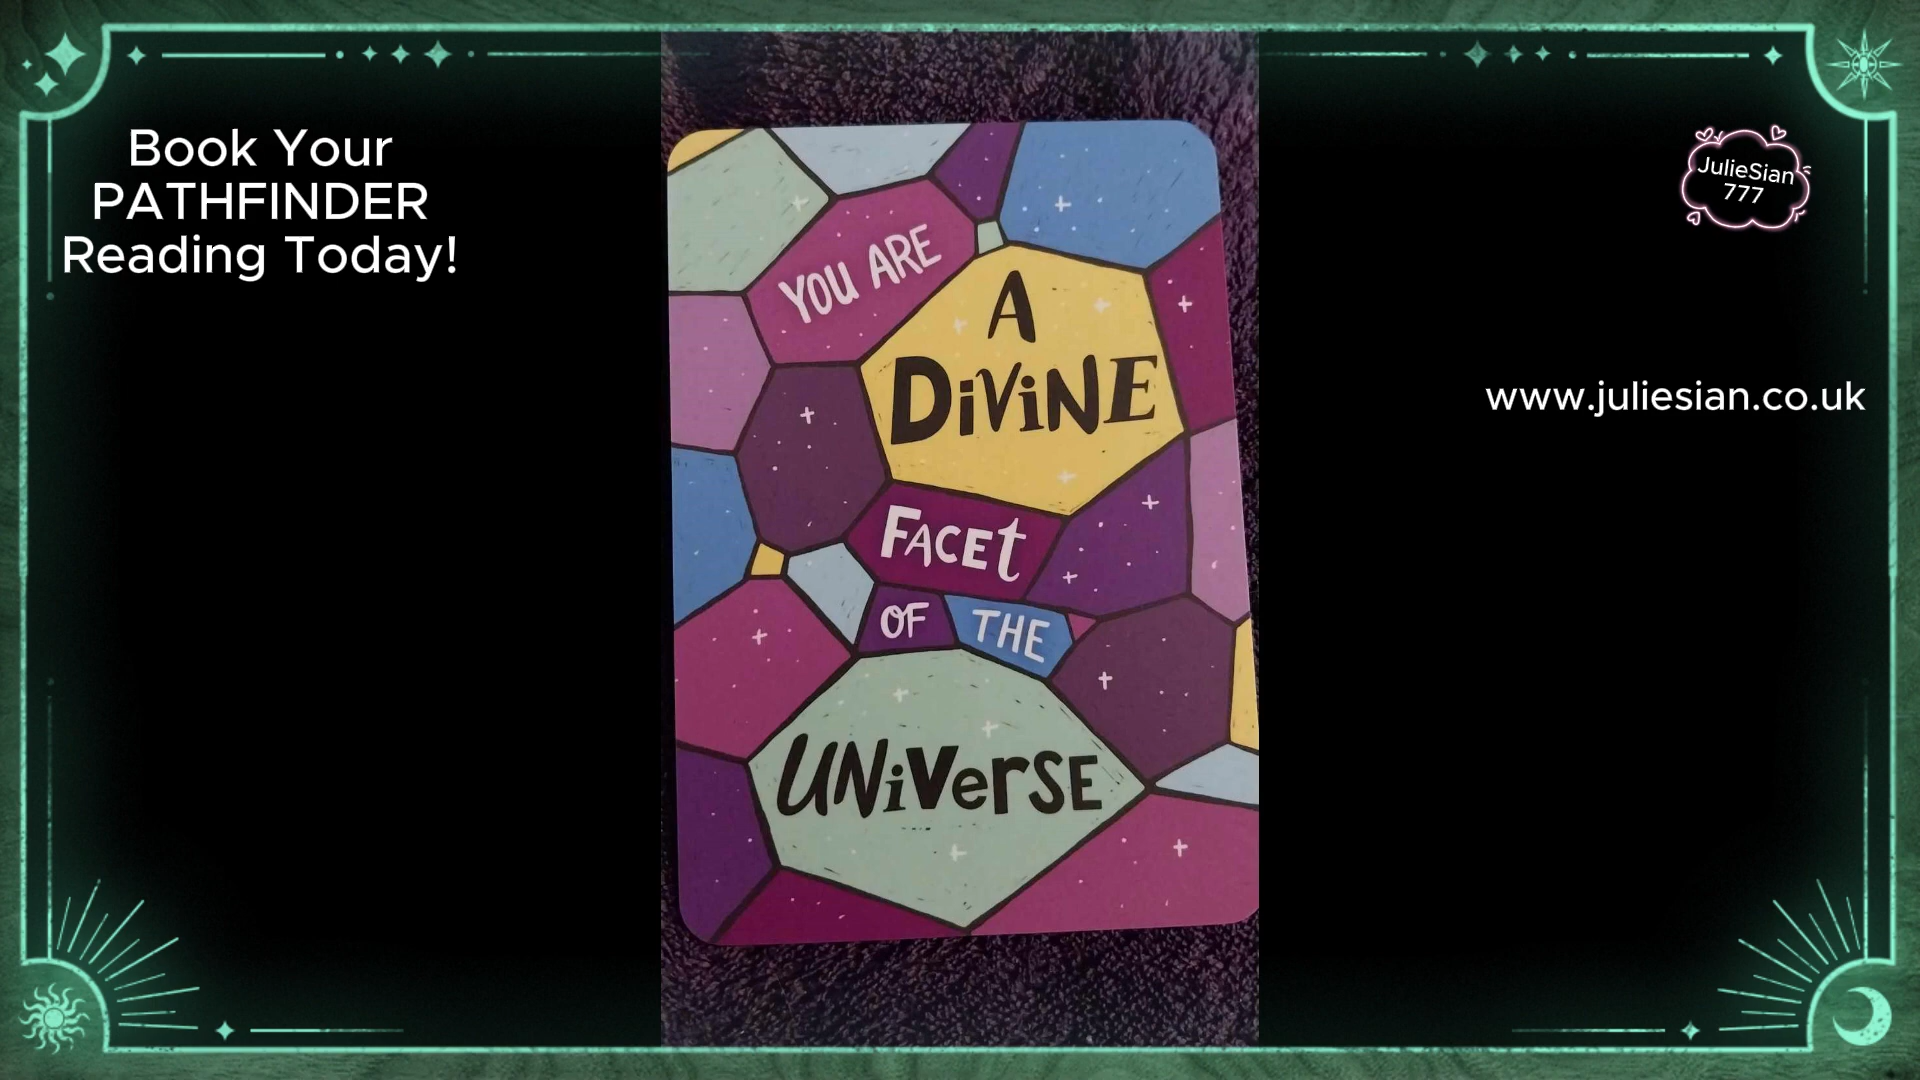 Book Your
PATHFINDER
Reading Today!
YOU ARE
A
DiViNE
FACEt
OF THE
UNiVerSE
JulieSian
777
www.juliesian.co.uk